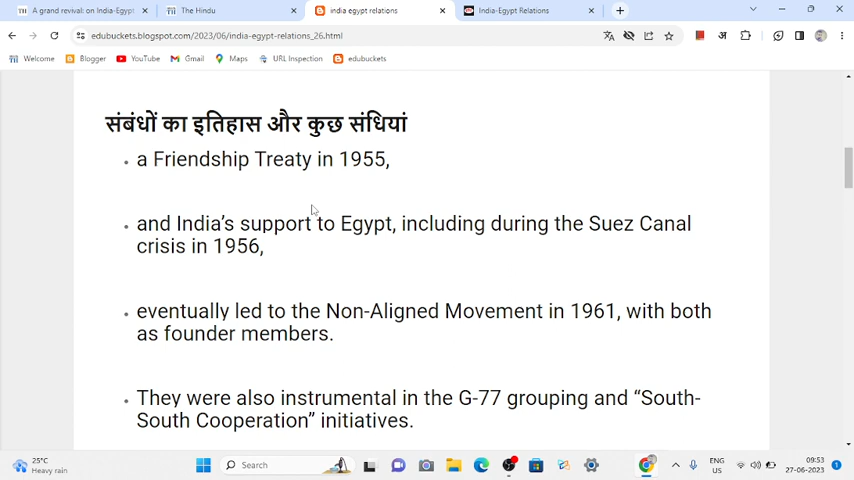 A grand revival: on India-Egypt
The Hindu
india egypt relations
India-Egypt Relations
edubuckets.blogspot.com/2023/06/india-egypt-relations_26.html
Welcome
Blogger
YouTube
Gmail
Maps
URL Inspection
edubuckets
संबंधों का इतिहास और कुछ संधियां
a Friendship Treaty in 1955,
and India's support to Egypt, including during the Suez Canal
crisis in 1956,
eventually led to the Non-Aligned Movement in 1961, with both
as founder members.
They were also instrumental in the G-77 grouping and “South-
South Cooperation” initiatives.
25°C
Heavy rain
Search
ENG
US
09:53
27-06-2023